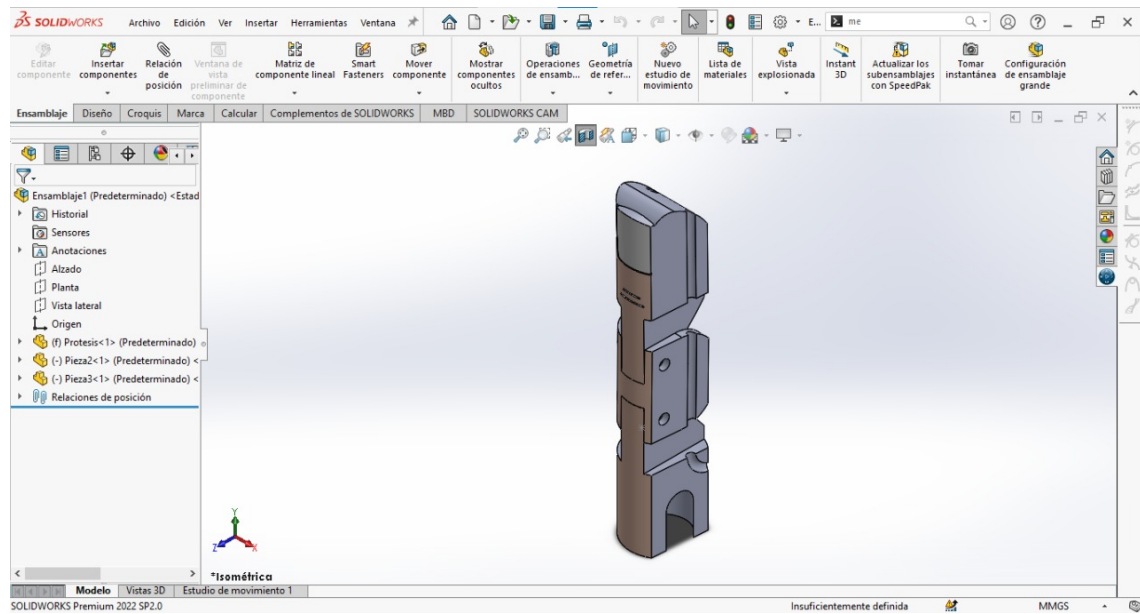 SOLIDWORKS Archivo Edición Ver Insertar Herramientas Ventana E... me
Editar componente
Insertar componentes
Relación de posición
Ventana de vista preliminar de componente
Matriz de componente lineal
Smart Fasteners
Mover componente
Mostrar componentes ocultos
Operaciones de ensamb...
Geometría de refer...
Nuevo estudio de movimiento
Lista de materiales
Vista explosionada
Instant 3D
Actualizar los subensamblajes con SpeedPak
Tomar instantánea
Configuración de ensamblaje grande
Ensamblaje Diseño Croquis Marca Calcular Complementos de SOLIDWORKS MBD SOLIDWORKS CAM
Ensamblaje1 (Predeterminado) <Estad
Historial
Sensores
Anotaciones
Alzado
Planta
Vista lateral
Origen
(f) Protesis<1> (Predeterminado)
(-) Pieza2<1> (Predeterminado) <
(-) Pieza3<1> (Predeterminado) <
Relaciones de posición
Y
Z X
*Isométrica
Modelo Vistas 3D Estudio de movimiento 1
SOLIDWORKS Premium 2022 SP2.0 Insuficientemente definida MMGS